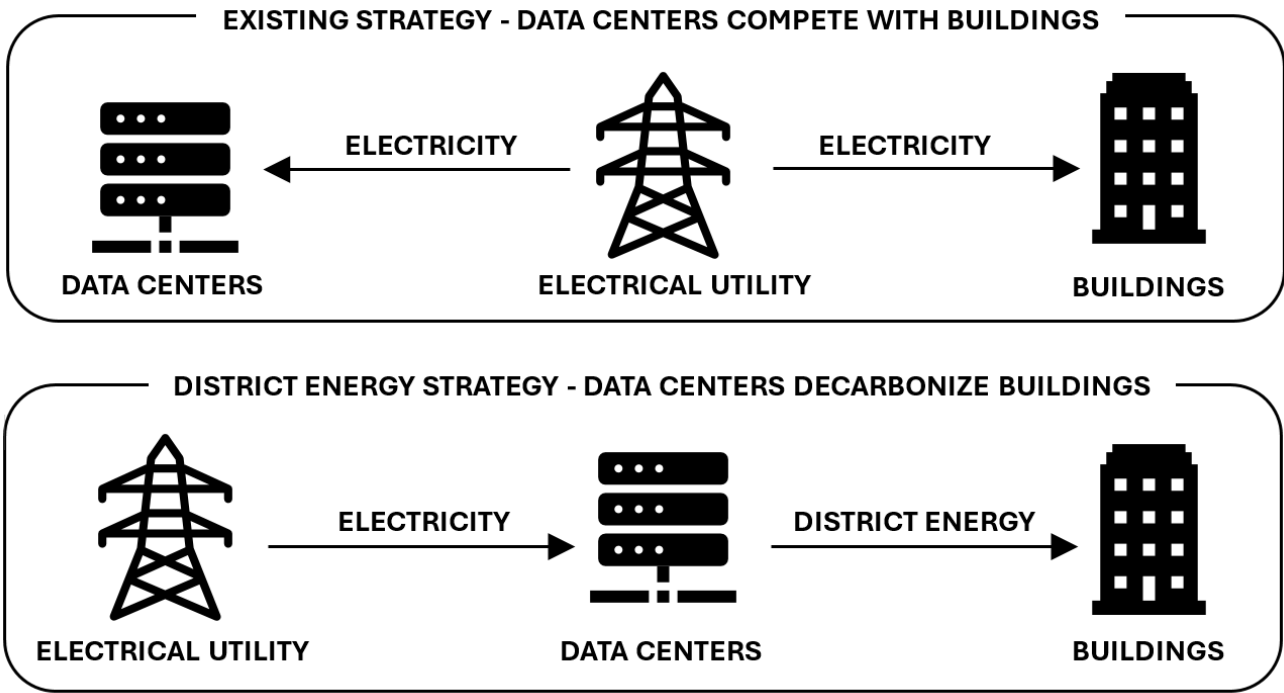 EXISTING STRATEGY - DATA CENTERS COMPETE WITH BUILDINGS
ELECTRICITY
ELECTRICITY
DATA CENTERS
ELECTRICAL UTILITY
BUILDINGS
DISTRICT ENERGY STRATEGY - DATA CENTERS DECARBONIZE BUILDINGS
ELECTRICITY
DISTRICT ENERGY
ELECTRICAL UTILITY
DATA CENTERS
BUILDINGS